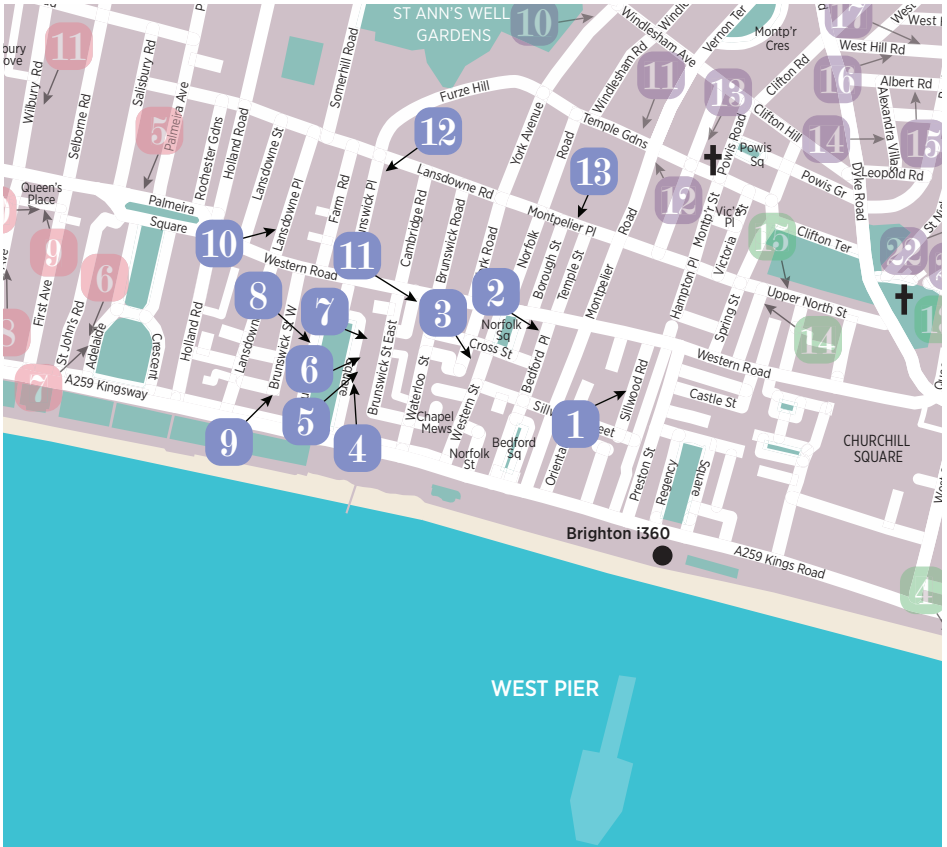 ST ANN'S WELL
GARDENS
10
Windlesham Ave
Vernon Ter
Montp'r
Cres
17
West Hill Rd
11
Wilbury Rd
Selborne Rd
Salisbury Rd
Palmeira Ave
5
Somerhill Road
Furze Hill
York Avenue
Windlesham Rd
11
13
Clifton Rd
16
Albert Rd
Alexandra Villas
14
15
Leopold Rd
Rochester Gdns
Holland Road
Lansdowne St
12
Lansdowne Rd
Road
Temple Gdns
Powis Road
Clifton Hill
Powis
Sq
Powis Gr
Dyke Road
Queen's
Place
Palmeira
Square
Lansdowne Pl
Farm Rd
Cambridge Rd
Brunswick Road
13
Montpelier Pl
Road
12
Montp'r St
Vic'a
Pl
Victoria St
15
Clifton Ter
22
9
First Ave
6
St John's Rd
Adelaide
Crescent
10
Western Road
11
Norfolk
Borough St
Temple St
Montpelier
Hampton Pl
Spring St
Upper North St
14
8
7
3
2
Holland Rd
Brunswick St W
Square
Brunswick St East
Norfolk
Sq
Cross St
Bedford Pl
Western Road
7
A259 Kingsway
6
5
9
4
Waterloo St
Chapel
Mews
Western St
Norfolk
St
Bedford
Sq
1
Sillwood Rd
Castle St
CHURCHILL
SQUARE
Preston St
Regency
Square
Brighton i360
A259 Kings Road
4
WEST PIER